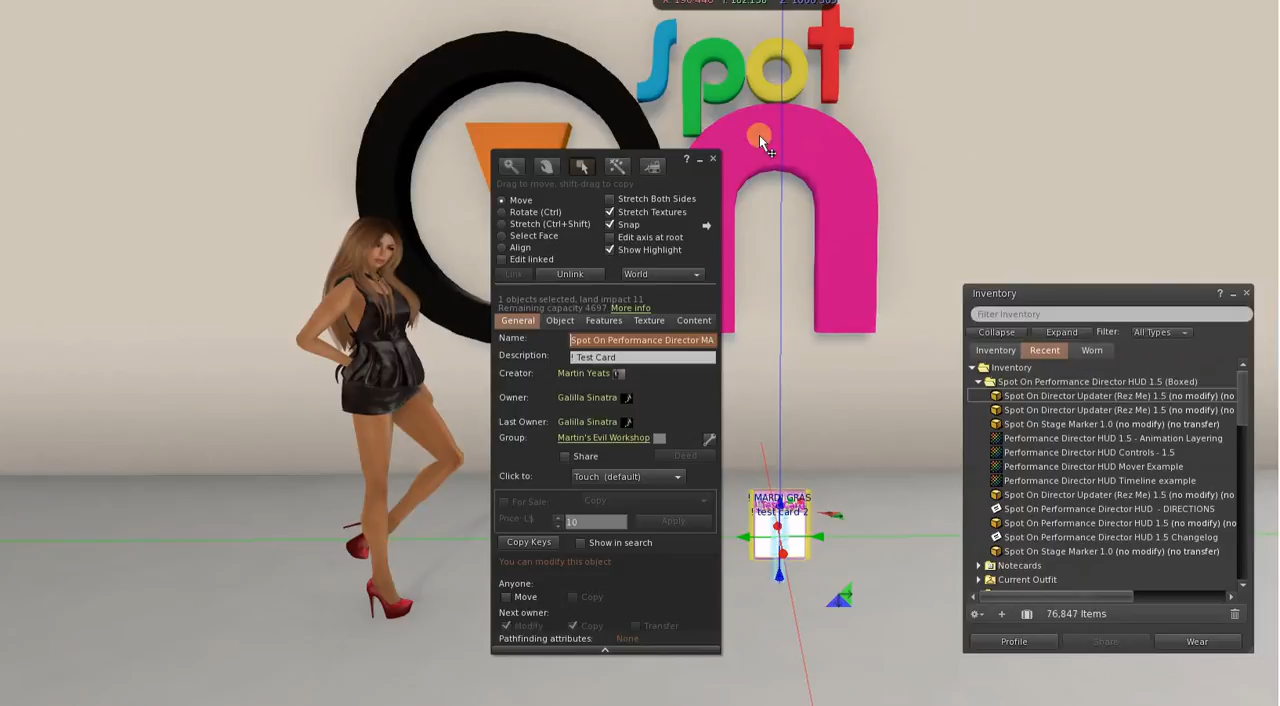 spot
On
? _ ×
Drag to move, shift-drag to copy
Move
Rotate (Ctrl)
Stretch (Ctrl+Shift)
Select Face
Align
Edit linked
Stretch Both Sides
Stretch Textures
Snap
Edit axis at root
Show Highlight
Link
Unlink
World
1 objects selected, land impact 11
Remaining capacity 4697 More info
General Object Features Texture Content
Name: Spot On Performance Director MA
Description: ! Test Card
Creator: Martin Yeats
Owner: Galilla Sinatra
Last Owner: Galilla Sinatra
Group: Martin's Evil Workshop
Share
Deed
Click to: Touch (default)
For Sale: Copy
Price: L$ 10 Apply
Copy Keys Show in search
You can modify this object
Anyone:
Move Copy
Next owner:
Modify Copy Transfer
Pathfinding attributes: None
! MARDI GRAS
! test card 2
Inventory ? _ ×
Filter Inventory
Collapse Expand Filter: All Types
Inventory Recent Worn
Inventory
Spot On Performance Director HUD 1.5 (Boxed)
Spot On Director Updater (Rez Me) 1.5 (no modify) (no
Spot On Director Updater (Rez Me) 1.5 (no modify) (no
Spot On Stage Marker 1.0 (no modify) (no transfer)
Performance Director HUD 1.5 - Animation Layering
Performance Director HUD Controls - 1.5
Performance Director HUD Mover Example
Performance Director HUD Timeline example
Spot On Director Updater (Rez Me) 1.5 (no modify) (no
Spot On Performance Director HUD - DIRECTIONS
Spot On Performance Director HUD 1.5 (no modify) (no
Spot On Performance Director HUD 1.5 Changelog
Spot On Stage Marker 1.0 (no modify) (no transfer)
Notecards
Current Outfit
76,847 Items
Profile Share Wear